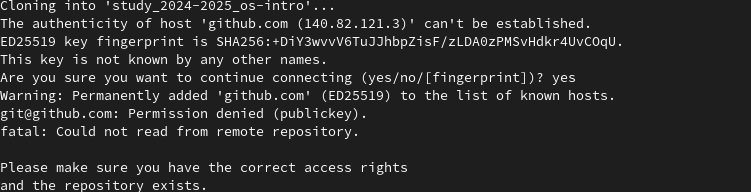 Cloning into 'study_2024-2025_os-intro'...
The authenticity of host 'github.com (140.82.121.3)' can't be established.
ED25519 key fingerprint is SHA256:+DiY3wvvV6TuJJhbpZisF/zLDA0zPMSvHdkr4UvCOqU.
This key is not known by any other names.
Are you sure you want to continue connecting (yes/no/[fingerprint])? yes
Warning: Permanently added 'github.com' (ED25519) to the list of known hosts.
git@github.com: Permission denied (publickey).
fatal: Could not read from remote repository.

Please make sure you have the correct access rights
and the repository exists.